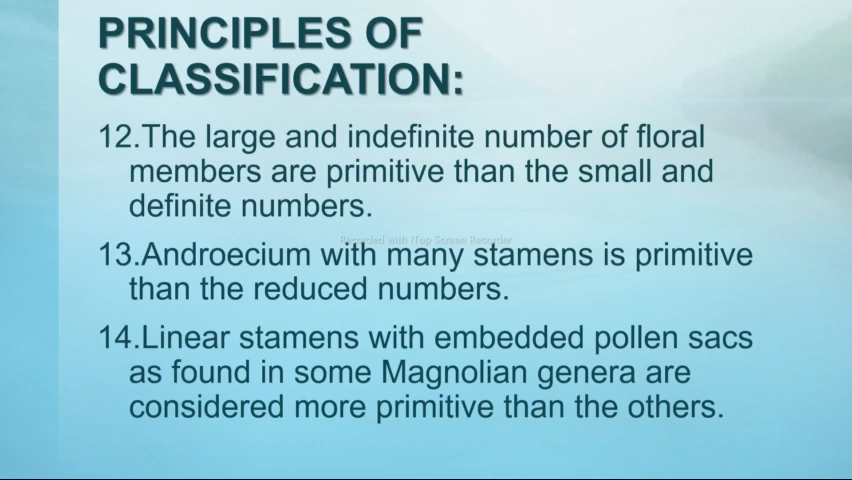 PRINCIPLES OF
CLASSIFICATION:
12.The large and indefinite number of floral
members are primitive than the small and
definite numbers.
Recorded with iTop Screen Recorder
13.Androecium with many stamens is primitive
than the reduced numbers.
14.Linear stamens with embedded pollen sacs
as found in some Magnolian genera are
considered more primitive than the others.